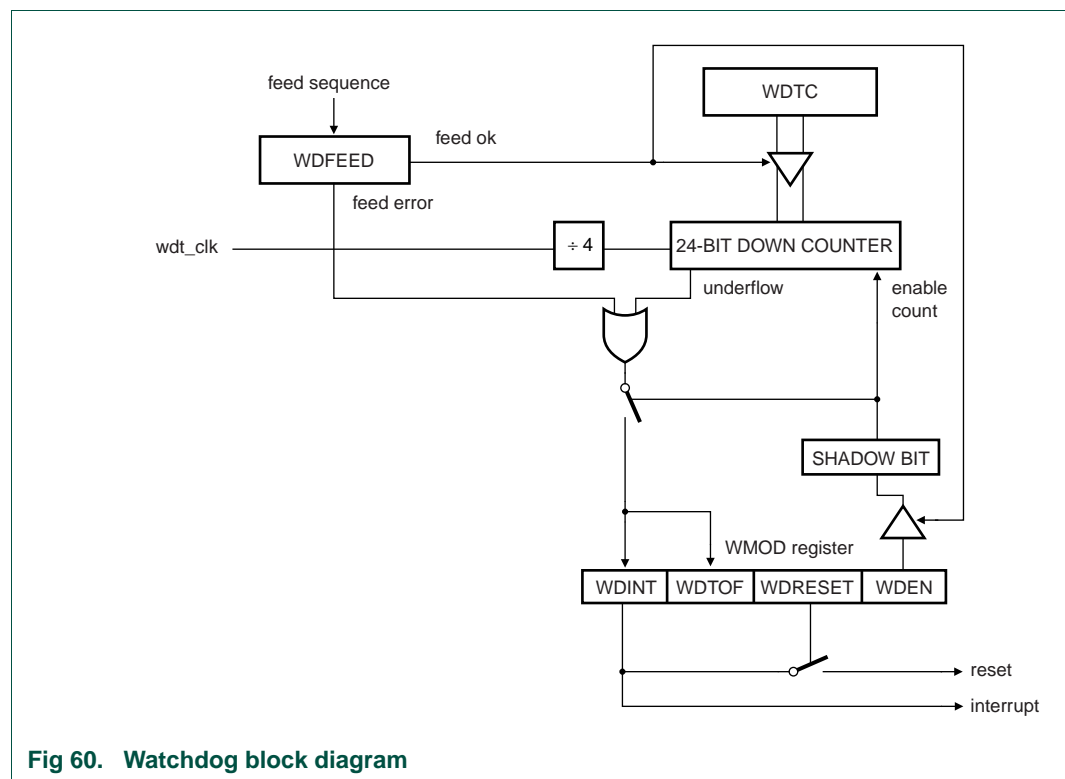 feed sequence
WDTC
feed ok
WDFEED
feed error
wdt_clk
÷ 4
24-BIT DOWN COUNTER
underflow
enable
count
SHADOW BIT
WMOD register
WDINT WDTOF WDRESET WDEN
reset
interrupt
Fig 60. Watchdog block diagram